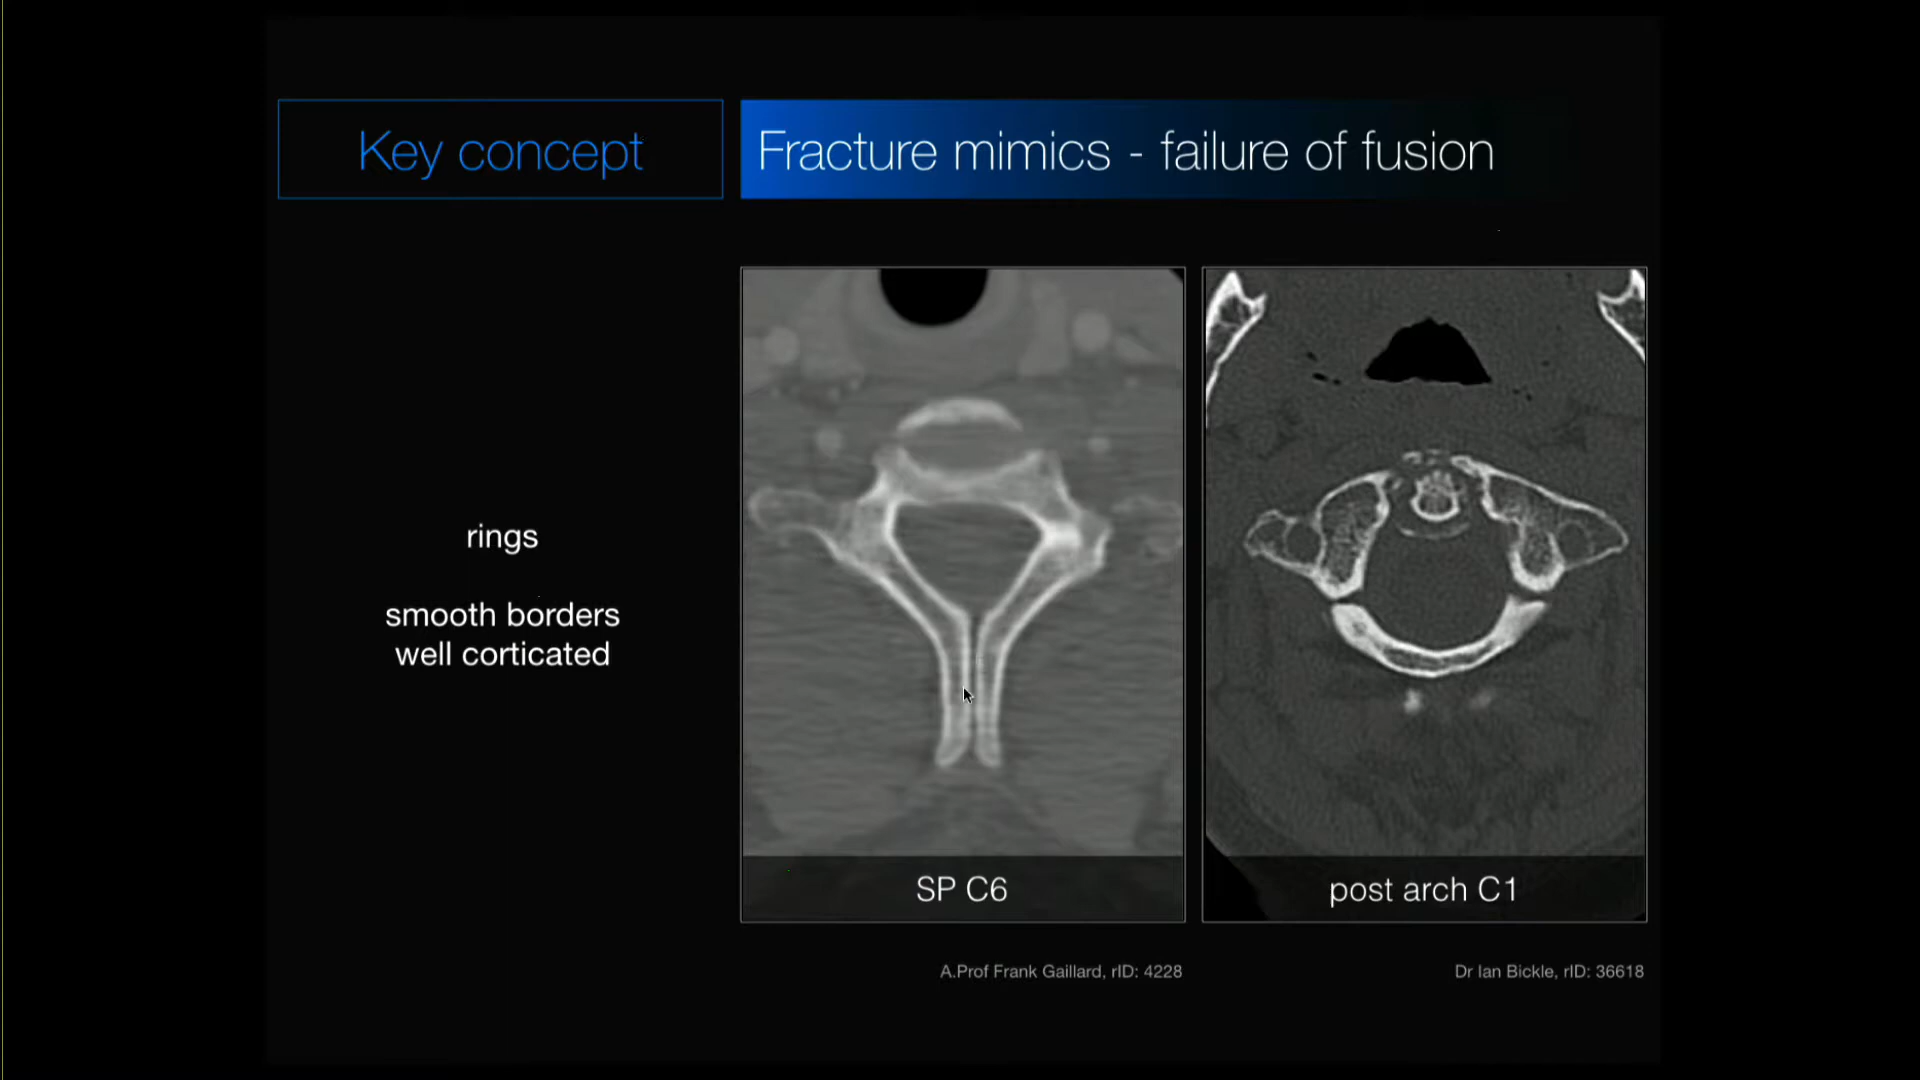 Key concept
Fracture mimics - failure of fusion
rings
smooth borders
well corticated
SP C6
post arch C1
A.Prof Frank Gaillard, rID: 4228
Dr Ian Bickle, rID: 36618